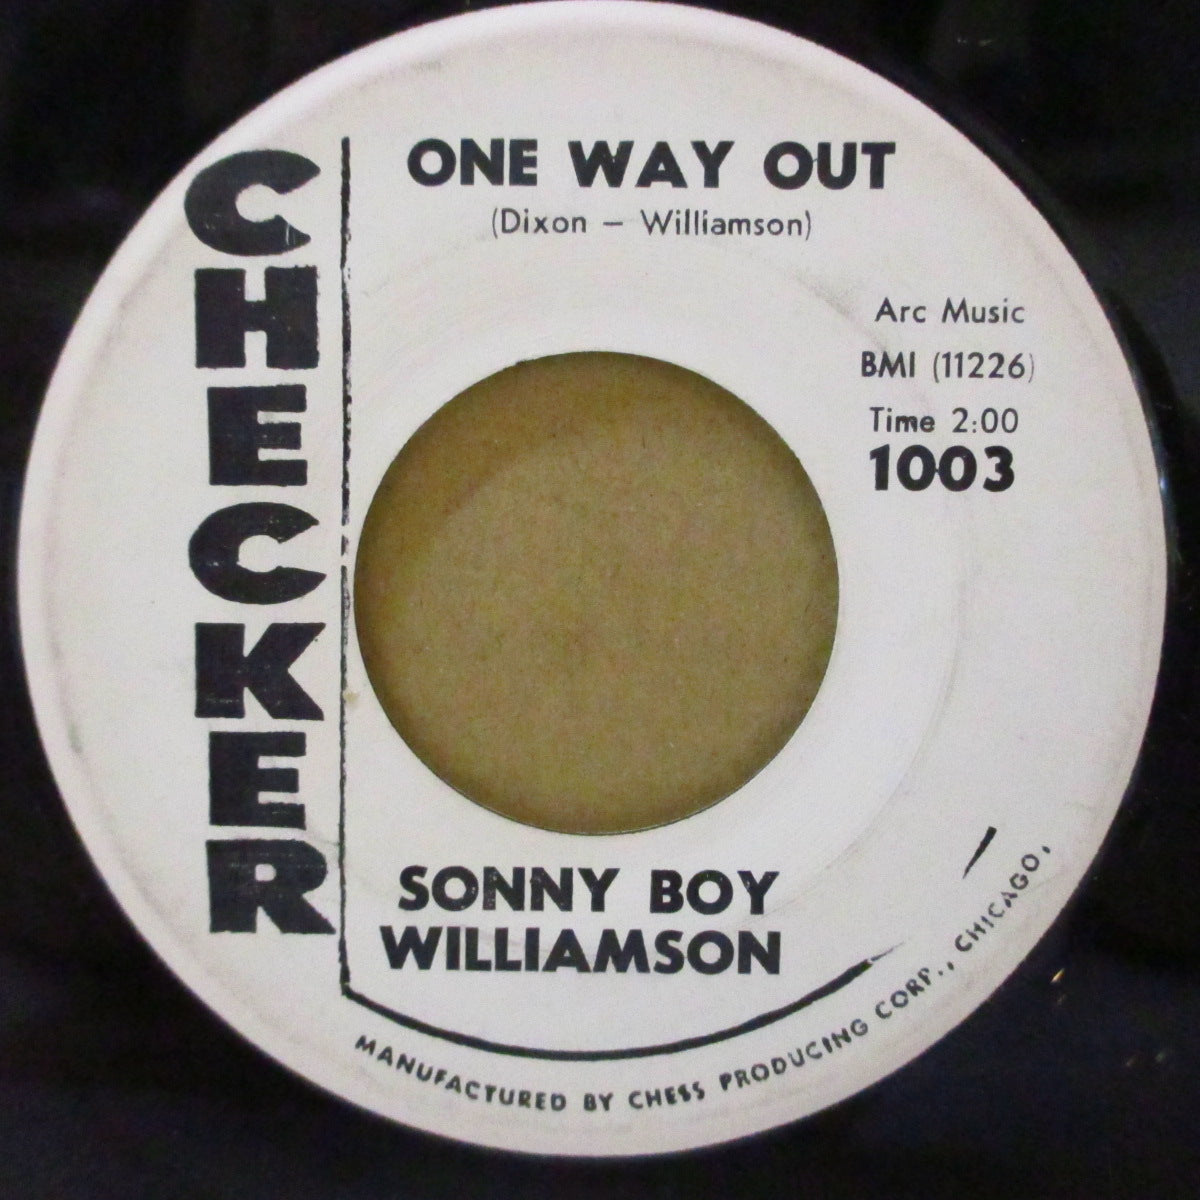 CHECKER
ONE WAY OUT
(Dixon – Williamson)
Arc Music
BMI (11226)
Time 2:00
1003
SONNY BOY
WILLIAMSON
MANUFACTURED BY CHESS PRODUCING CORP., CHICAGO,